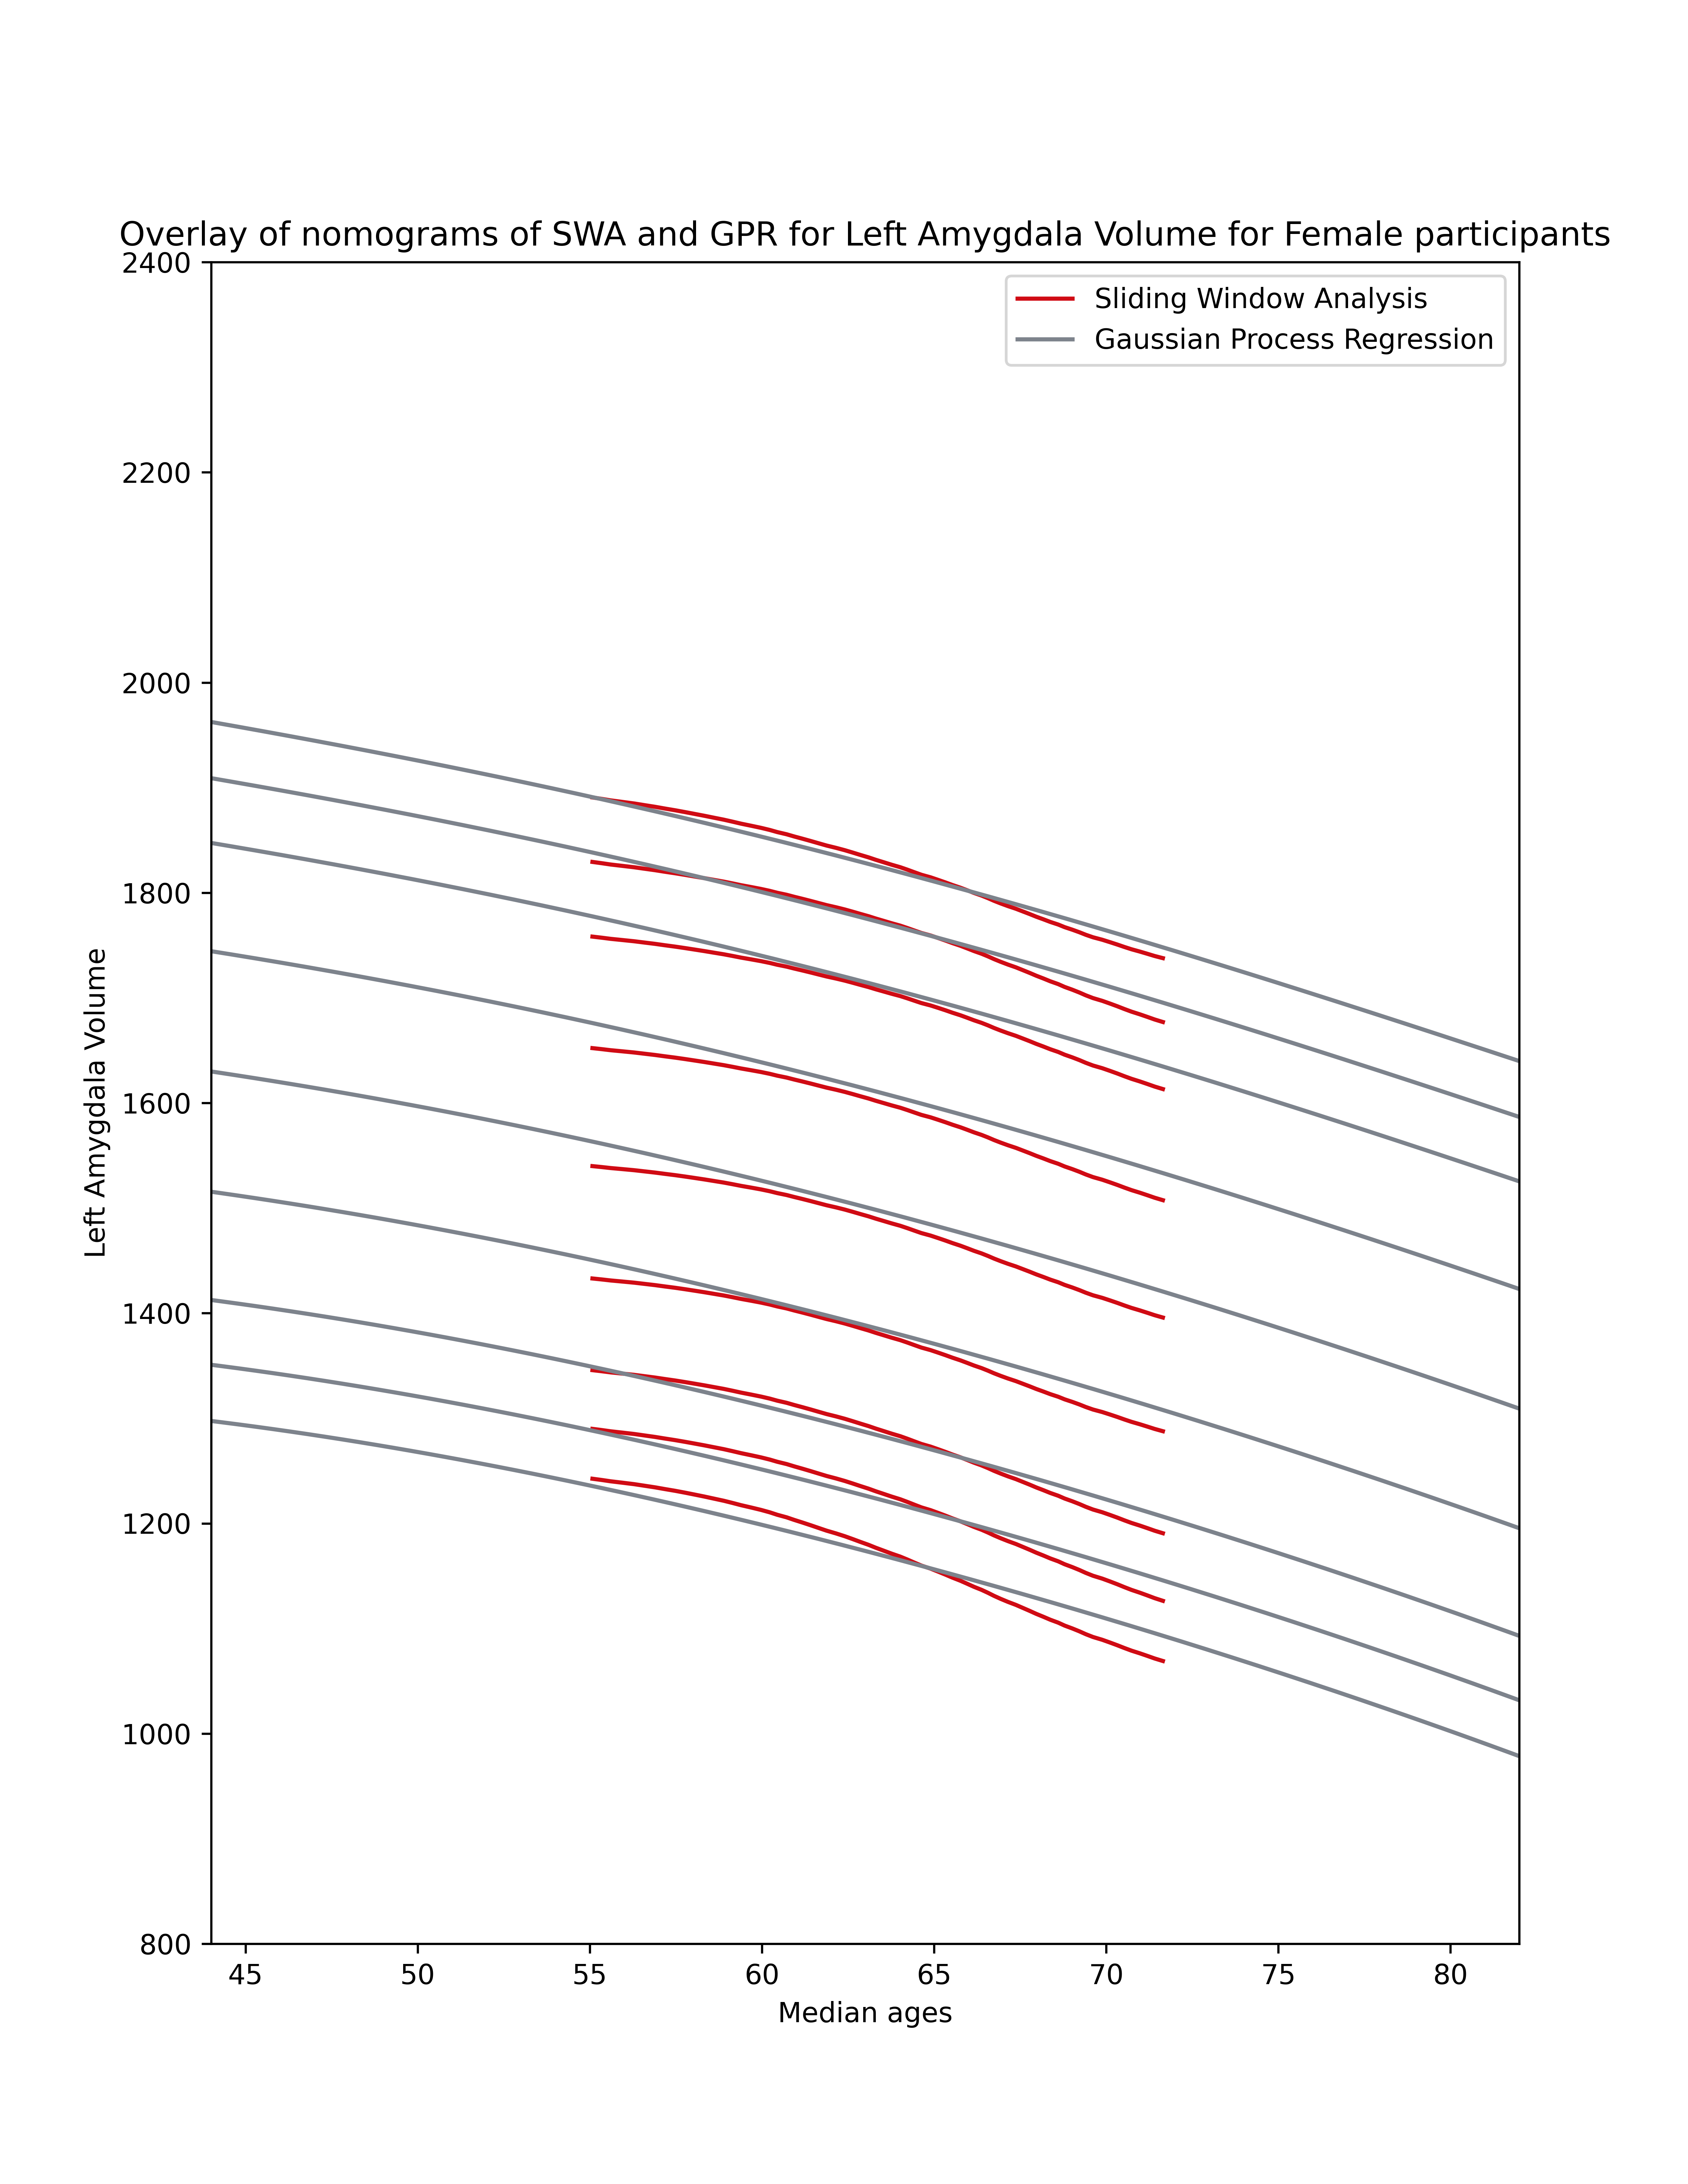 Overlay of nomograms of SWA and GPR for Left Amygdala Volume for Female participants
Sliding Window Analysis
Gaussian Process Regression
2400
2200
2000
1800
1600
1400
1200
1000
800
Left Amygdala Volume
45 50 55 60 65 70 75 80
Median ages